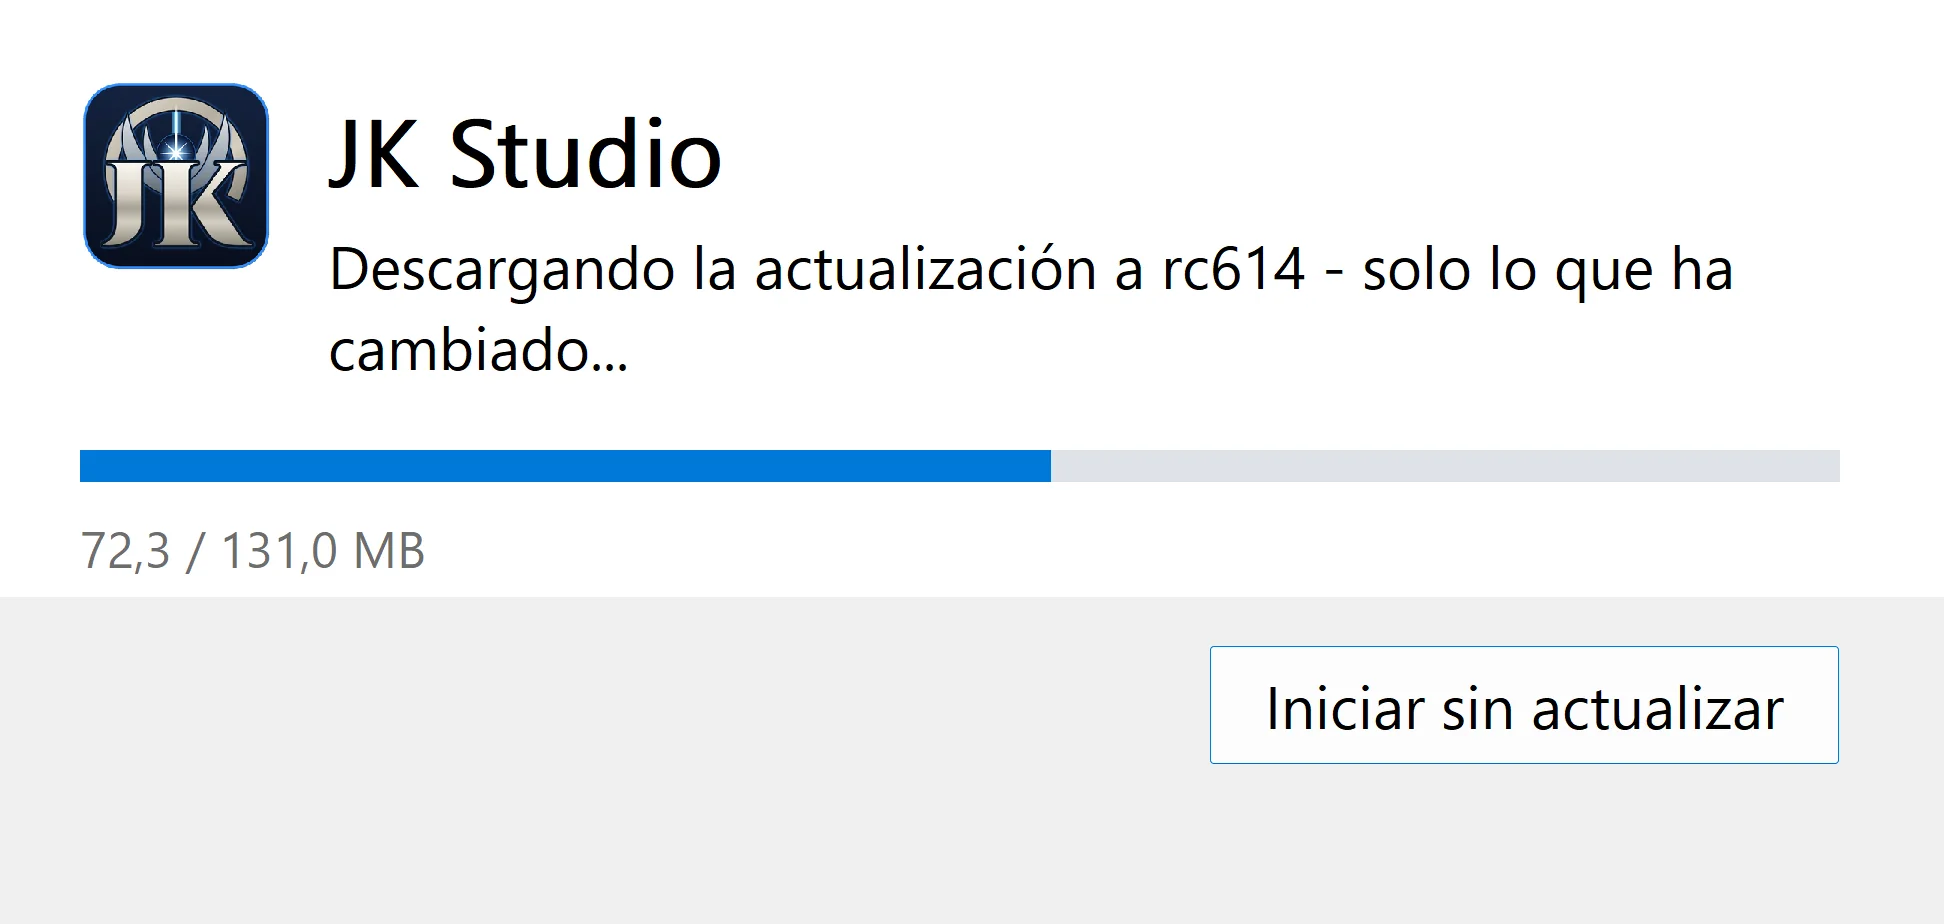 JK
JK Studio
Descargando la actualización a rc614 - solo lo que ha
cambiado...
72,3 / 131,0 MB
Iniciar sin actualizar